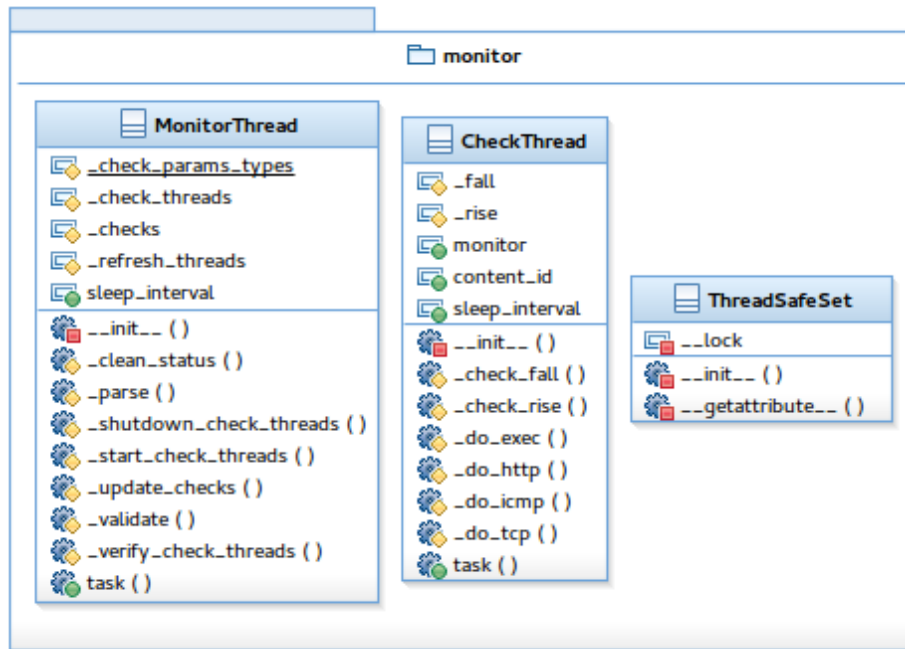 monitor
MonitorThread
_check_params_types
_check_threads
_checks
_refresh_threads
sleep_interval
__init__ ( )
_clean_status ( )
_parse ( )
_shutdown_check_threads ( )
_start_check_threads ( )
_update_checks ( )
_validate ( )
_verify_check_threads ( )
task ( )
CheckThread
_fall
_rise
monitor
content_id
sleep_interval
__init__ ( )
_check_fall ( )
_check_rise ( )
_do_exec ( )
_do_http ( )
_do_icmp ( )
_do_tcp ( )
task ( )
ThreadSafeSet
__lock
__init__ ( )
__getattribute__ ( )